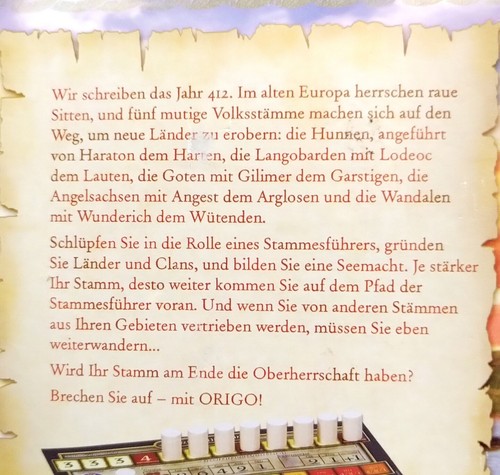 Wir schreiben das Jahr 412. Im alten Europa herrschen raue
Sitten, und fünf mutige Volksstämme machen sich auf den
Weg, um neue Länder zu erobern: die Hunnen, angeführt
von Haraton dem Harten, die Langobarden mit Lodeoc
dem Lauten, die Goten mit Gilimer dem Garstigen, die
Angelsachsen mit Angest dem Arglosen und die Wandalen
mit Wunderich dem Wütenden.
Schlüpfen Sie in die Rolle eines Stammesführers, gründen
Sie Länder und Clans, und bilden Sie eine Seemacht. Je stärker
Ihr Stamm, desto weiter kommen Sie auf dem Pfad der
Stammesführer voran. Und wenn Sie von anderen Stämmen
aus Ihren Gebieten vertrieben werden, müssen Sie eben
weiterwandern...
Wird Ihr Stamm am Ende die Oberherrschaft haben?
Brechen Sie auf – mit ORIGO!
3 3 3 4